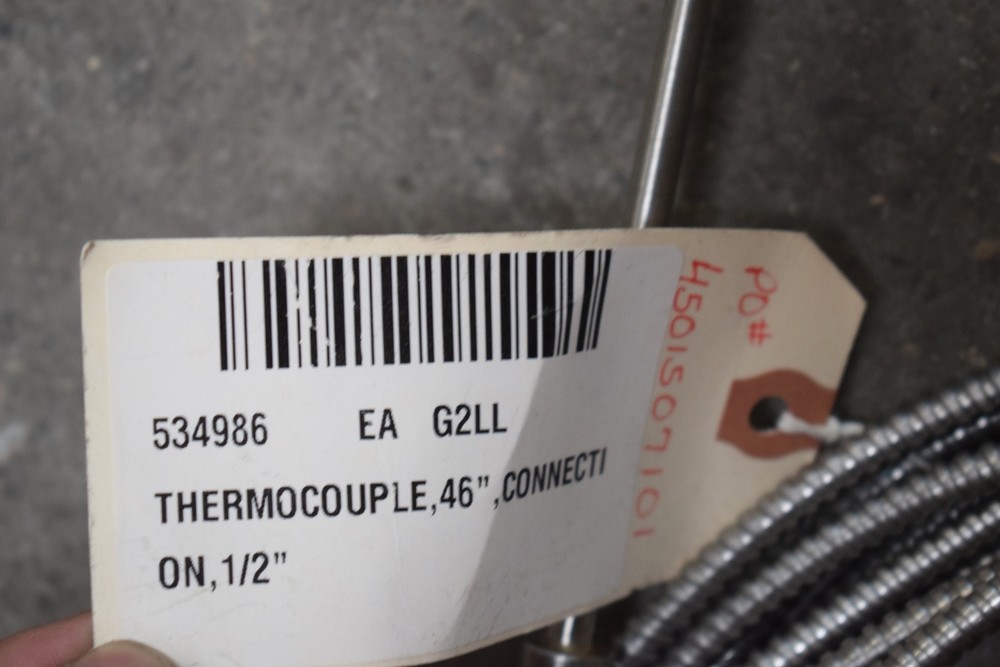 534986 EA G2LL
THERMOCOUPLE,46",CONNECTI
ON,1/2"
PO#
4501507101